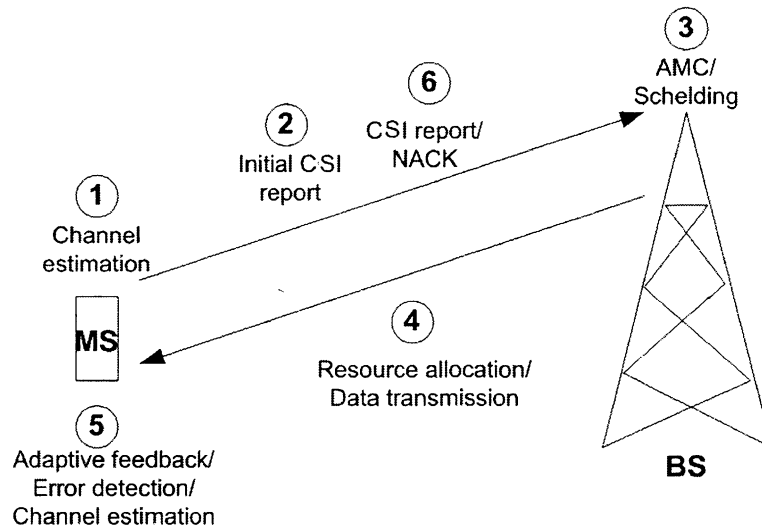 1
Channel
estimation
MS
2
Initial CSI
report
6
CSI report/
NACK
3
AMC/
Schelding
4
Resource allocation/
Data transmission
5
Adaptive feedback/
Error detection/
Channel estimation
BS